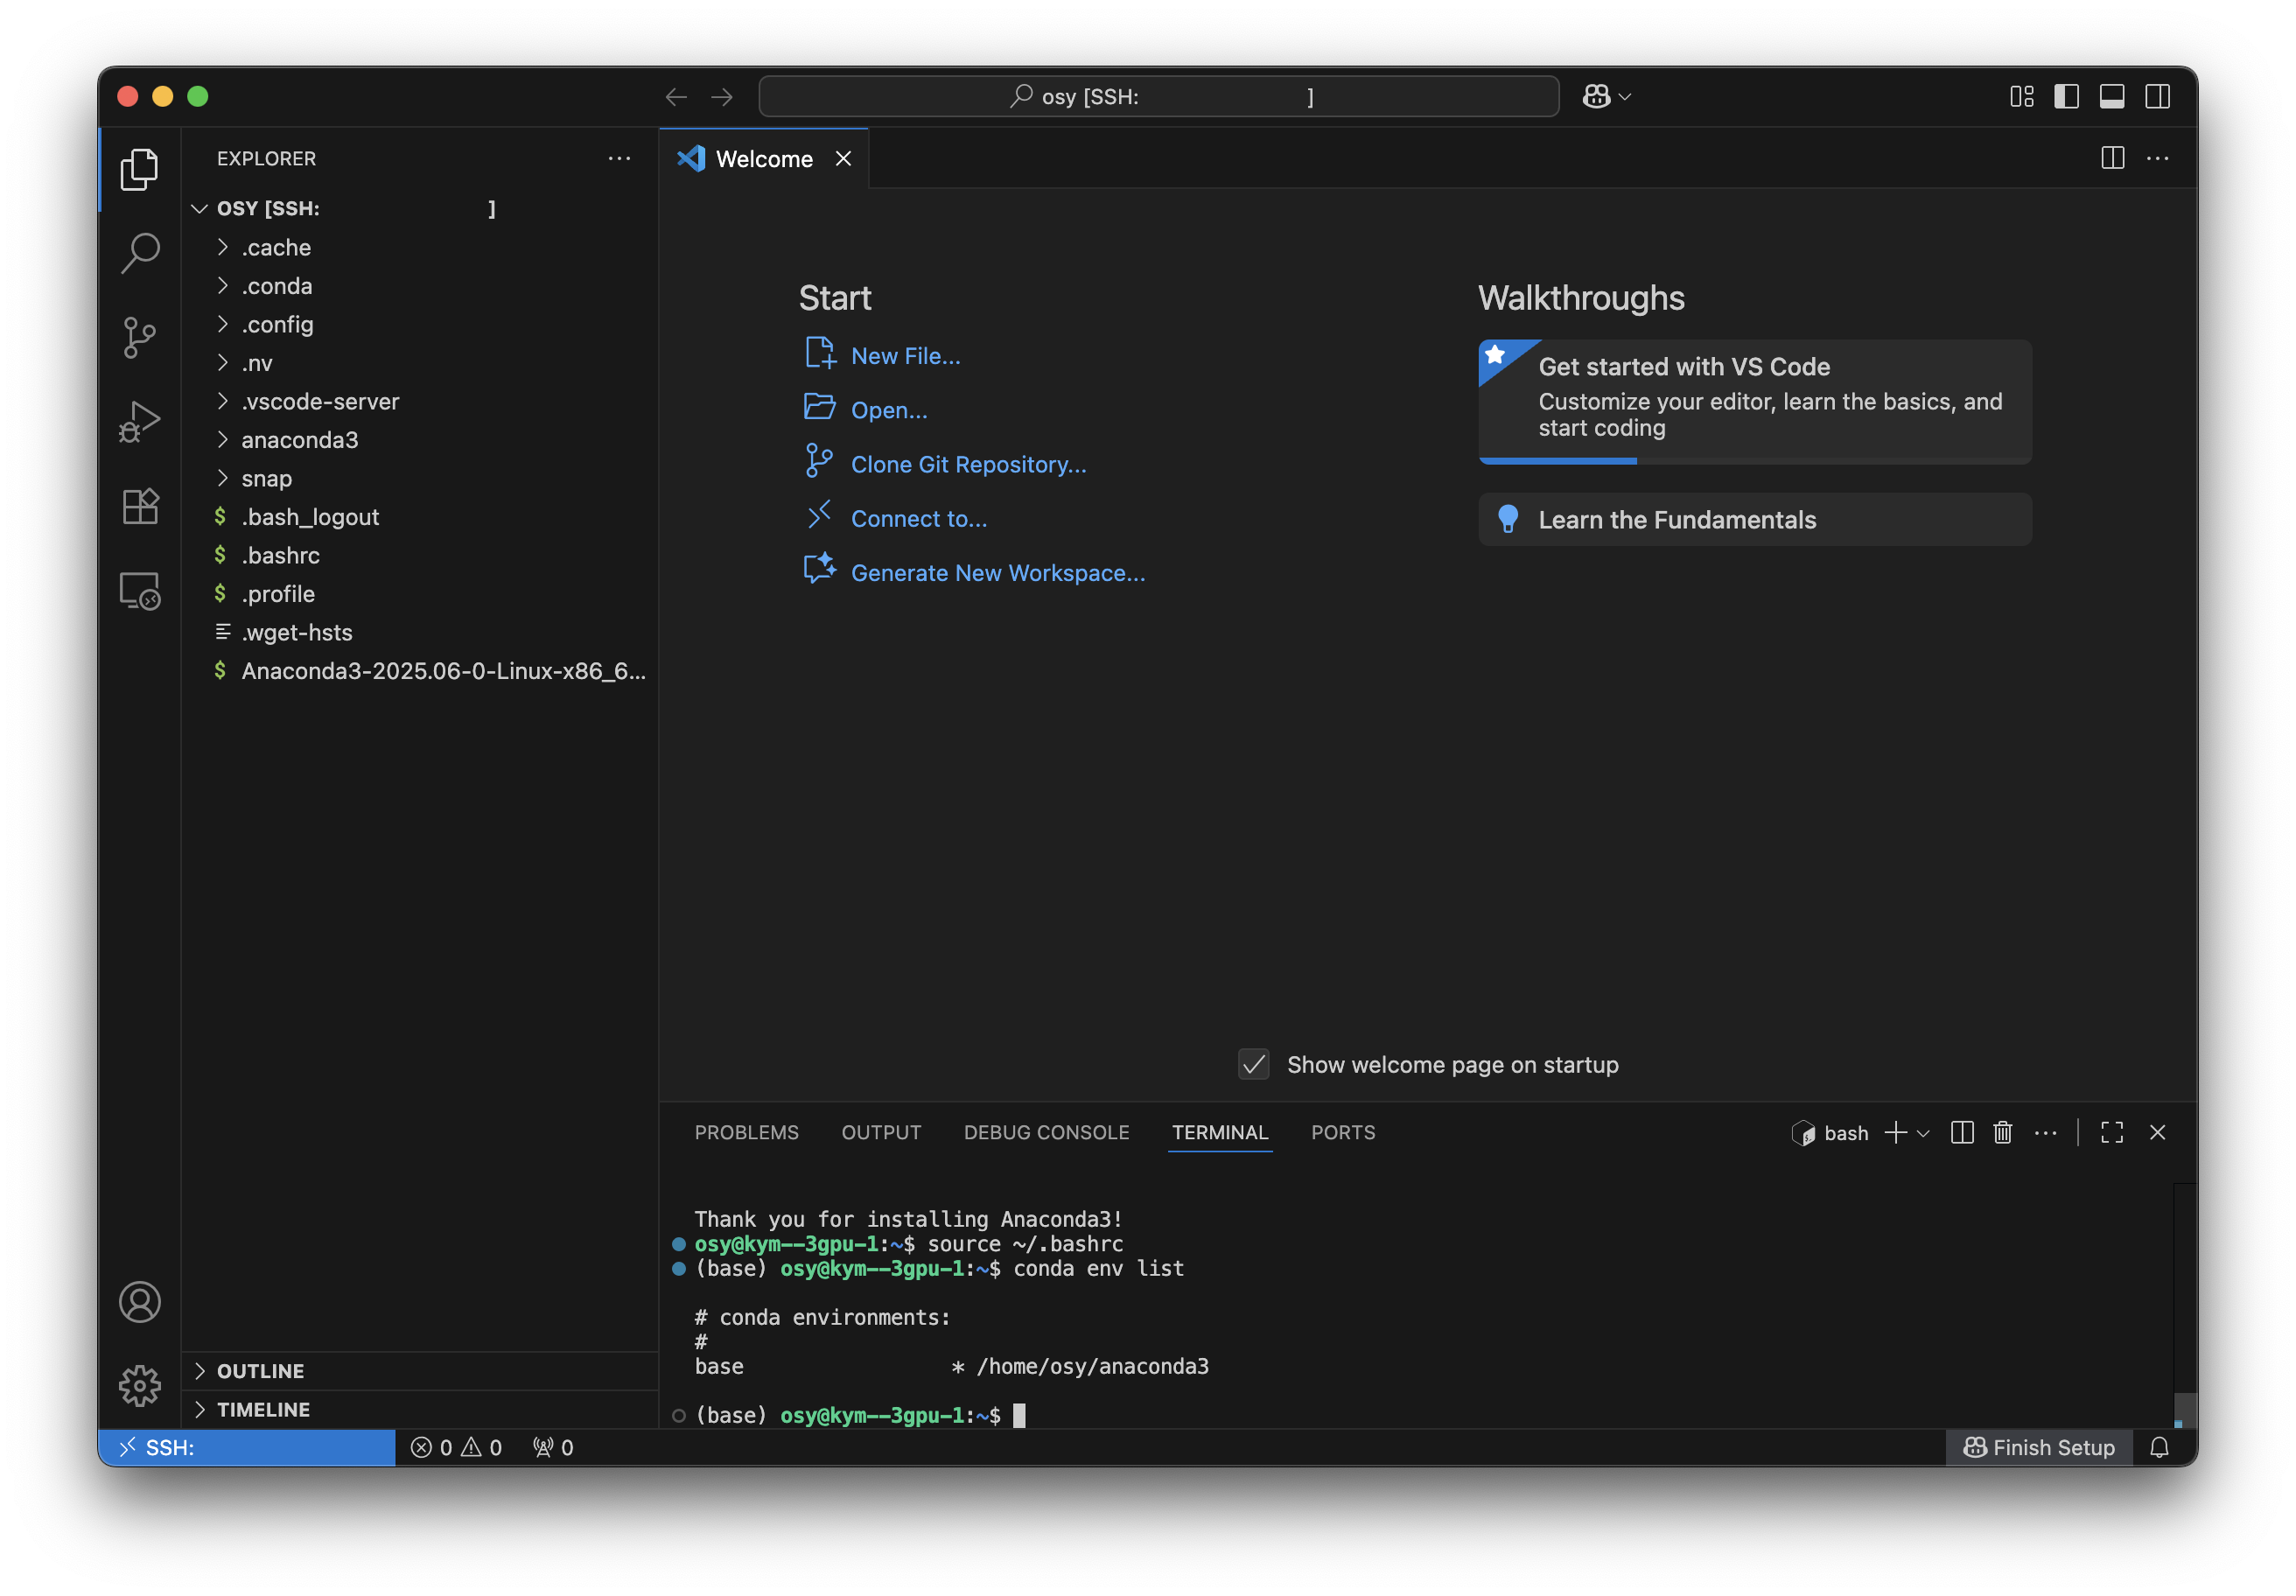 osy [SSH: ]
EXPLORER
OSY [SSH: ]
.cache
.conda
.config
.nv
.vscode-server
anaconda3
snap
$ .bash_logout
$ .bashrc
$ .profile
.wget-hsts
$ Anaconda3-2025.06-0-Linux-x86_6...
OUTLINE
TIMELINE
Welcome
Start
New File...
Open...
Clone Git Repository...
Connect to...
Generate New Workspace...
Walkthroughs
Get started with VS Code
Customize your editor, learn the basics, and
start coding
Learn the Fundamentals
Show welcome page on startup
PROBLEMS OUTPUT DEBUG CONSOLE TERMINAL PORTS
bash
Thank you for installing Anaconda3!
osy@kym--3gpu-1:~$ source ~/.bashrc
(base) osy@kym--3gpu-1:~$ conda env list
# conda environments:
#
base * /home/osy/anaconda3
(base) osy@kym--3gpu-1:~$
SSH: 0 0 0 Finish Setup